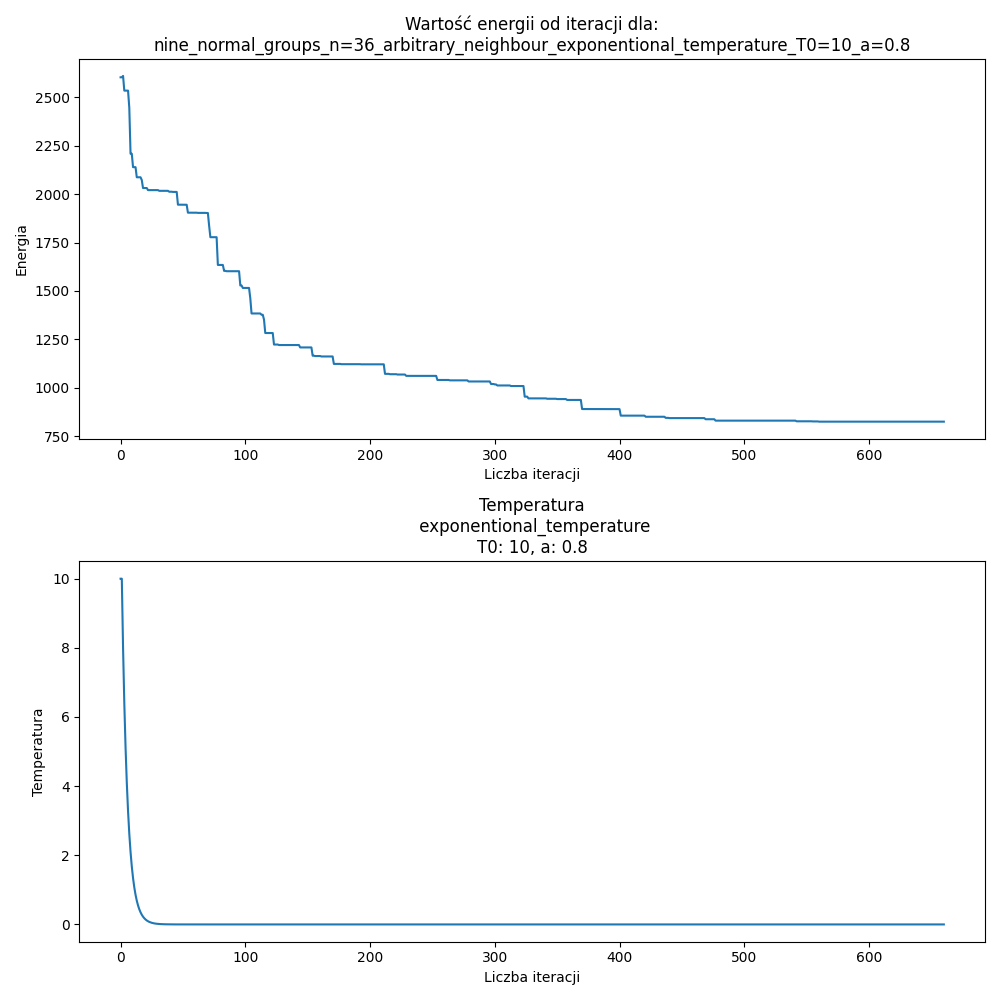 Wartość energii od iteracji dla:
nine_normal_groups_n=36_arbitrary_neighbour_exponentional_temperature_T0=10_a=0.8
2500
2250
2000
1750
1500
1250
1000
750
Energia
0 100 200 300 400 500 600
Liczba iteracji
Temperatura
exponentional_temperature
T0: 10, a: 0.8
10
8
6
4
2
0
Temperatura
0 100 200 300 400 500 600
Liczba iteracji